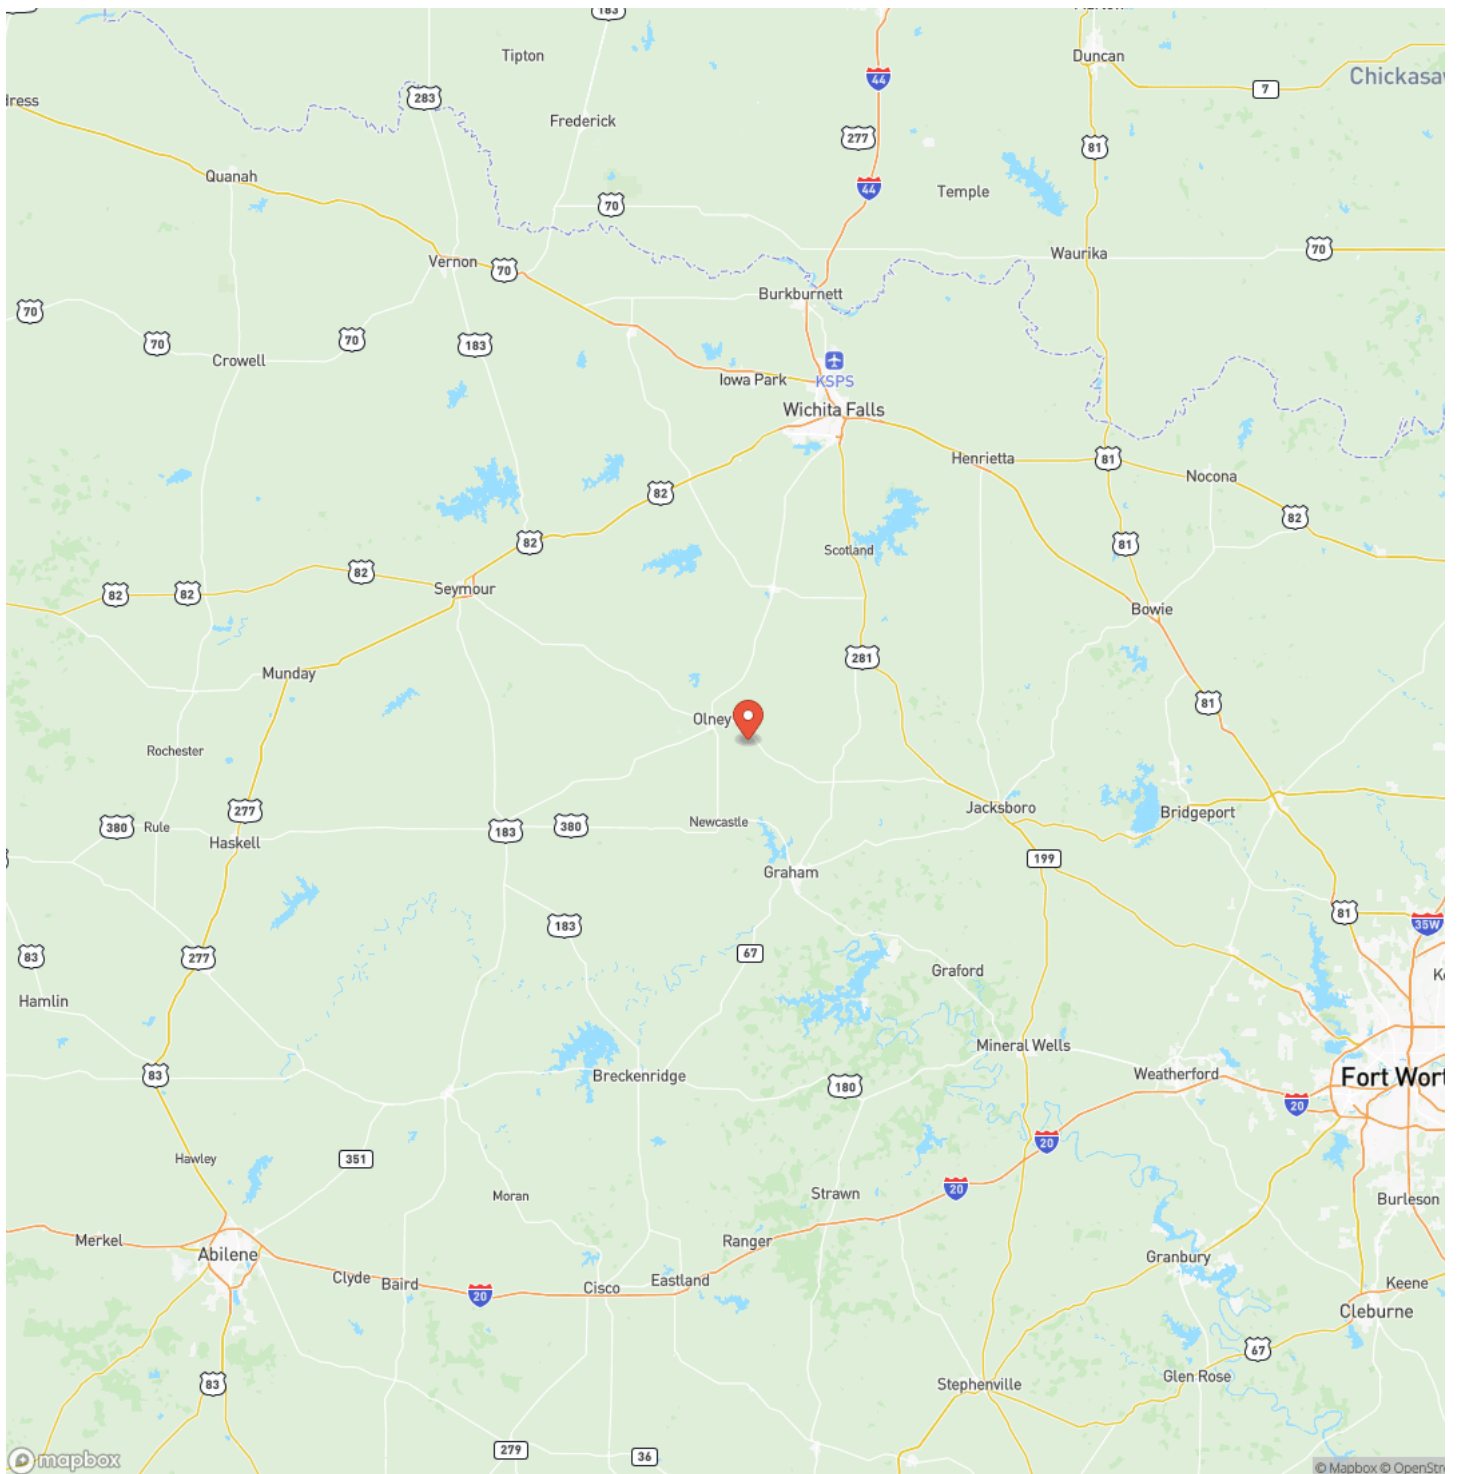 183
Tipton
44
Duncan
7
Chickasaw
283
Frederick
277
81
Quanah
44
Temple
70
Vernon
70
Waurika
70
Burkburnett
70
70
70
183
Crowell
Iowa Park
KSPS
Wichita Falls
Henrietta
81
Nocona
82
82
82
Scotland
81
82
82
82
Seymour
Bowie
281
Munday
81
Olney
Rochester
277
380
Rule
Haskell
183
380
Newcastle
Jacksboro
Bridgeport
199
Graham
183
81
35W
83
277
67
Graford
Hamlin
Mineral Wells
83
Breckenridge
180
Weatherford
Fort Wort
20
20
Hawley
351
Moran
20
Strawn
Burleson
Merkel
Abilene
Ranger
Granbury
Clyde
Baird
20
Cisco
Eastland
Keene
Cleburne
67
83
Stephenville
Glen Rose
279
36
mapbox
© Mapbox © OpenStre